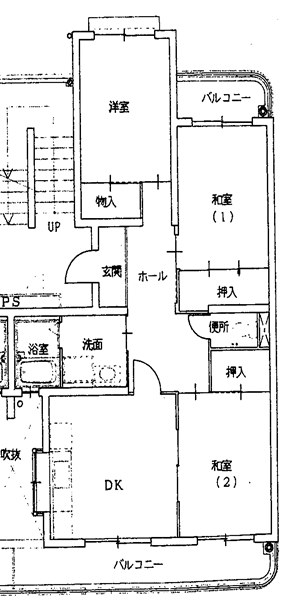 洋室
バルコニー
物入
和室
(1)
UP
玄関
ホール
押入
PS
便所
浴室
洗面
押入
吹抜
DK
和室
(2)
バルコニー